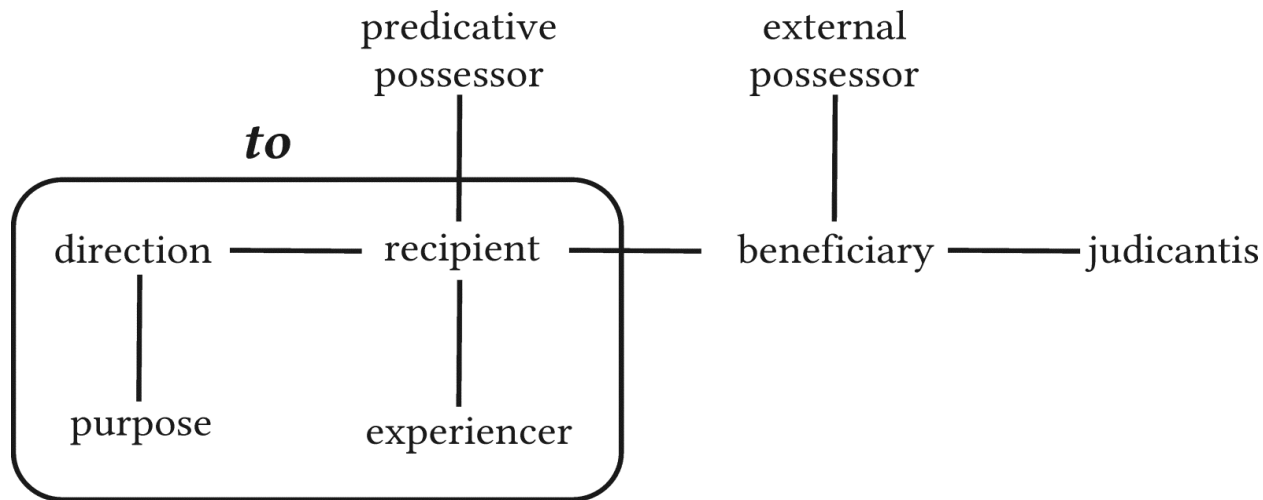 predicative
possessor
external
possessor
to
direction
recipient
beneficiary
judicantis
purpose
experiencer